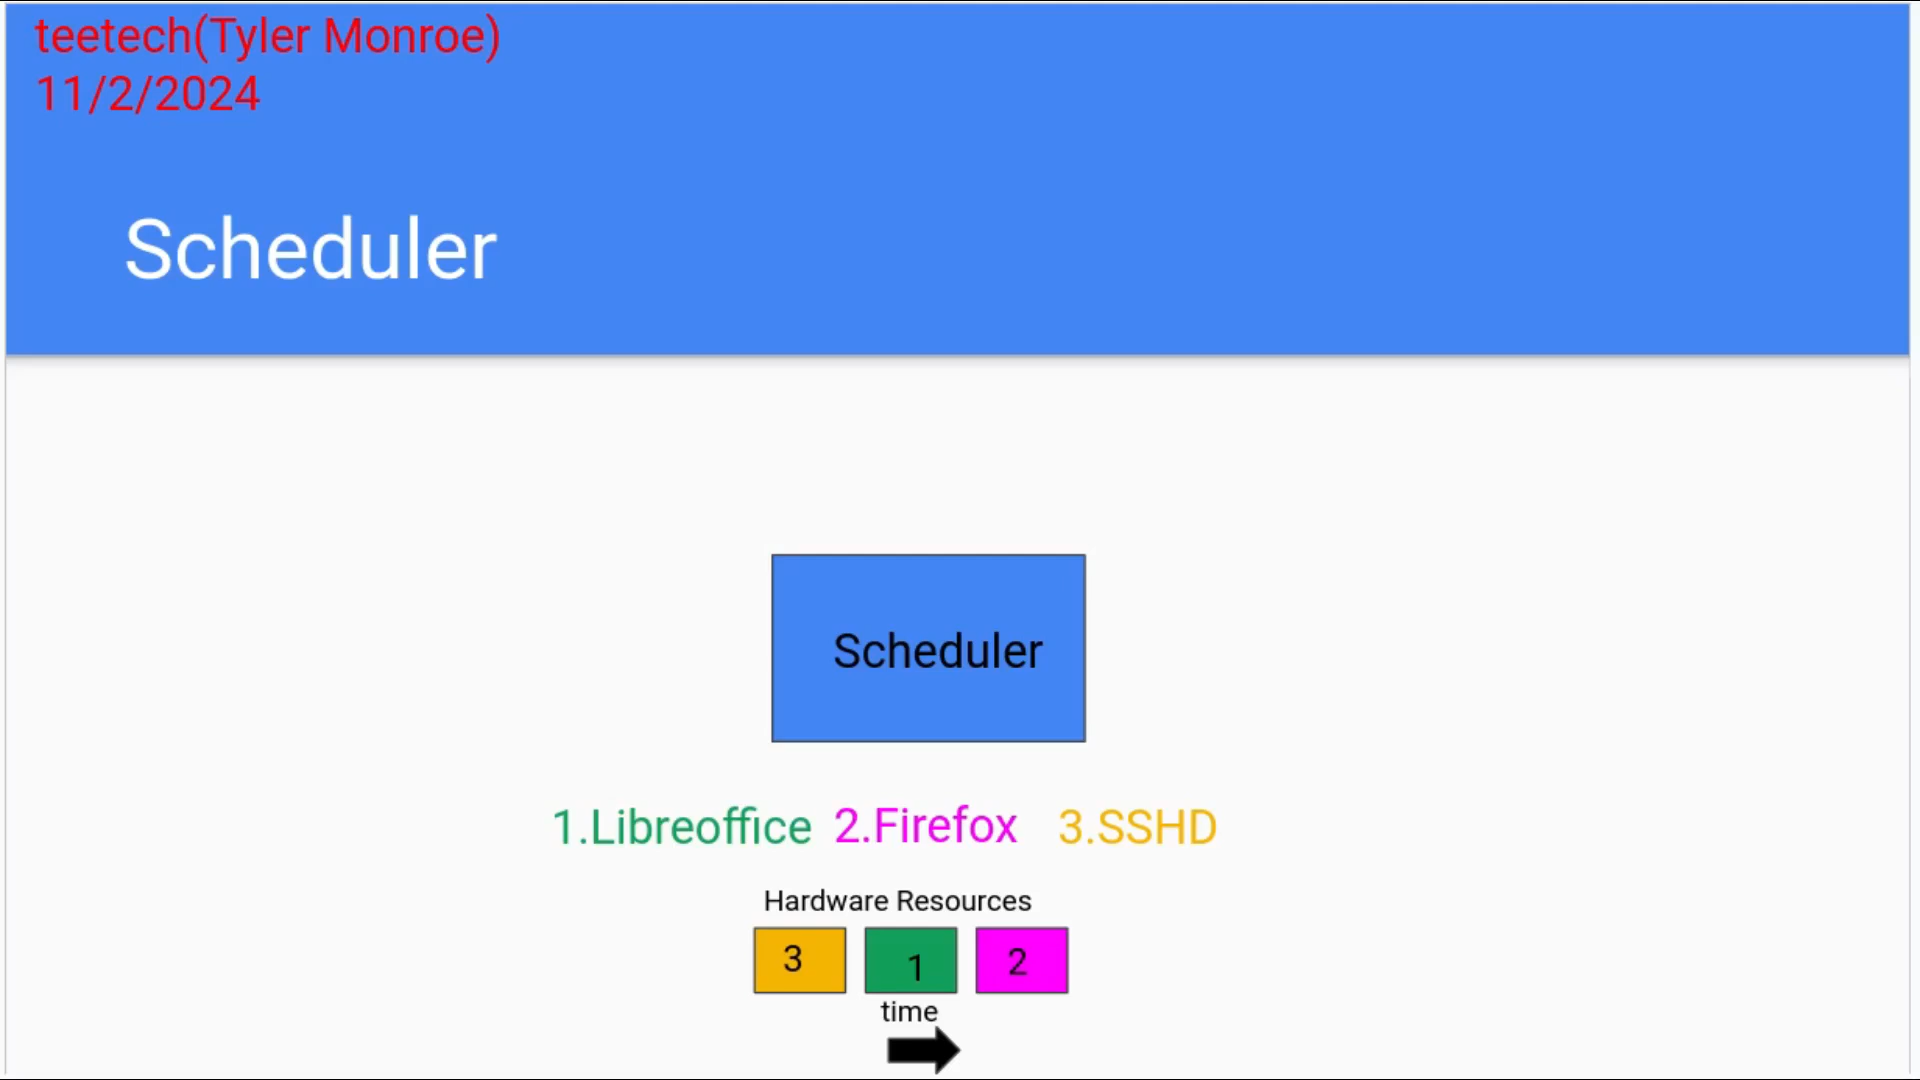 teetech(Tyler Monroe)
11/2/2024
Scheduler
Scheduler
1.Libreoffice 2.Firefox 3.SSHD
Hardware Resources
3 1 2
time